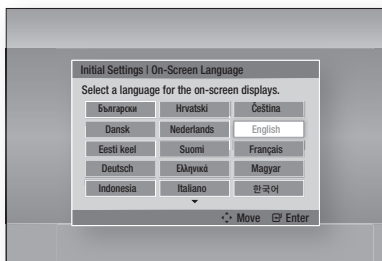 Initial Settings | On-Screen Language
Select a language for the on-screen displays.
Български Hrvatski Čeština
Dansk Nederlands English
Eesti keel Suomi Français
Deutsch Ελληνικά Magyar
Indonesia Italiano 한국어
Move Enter